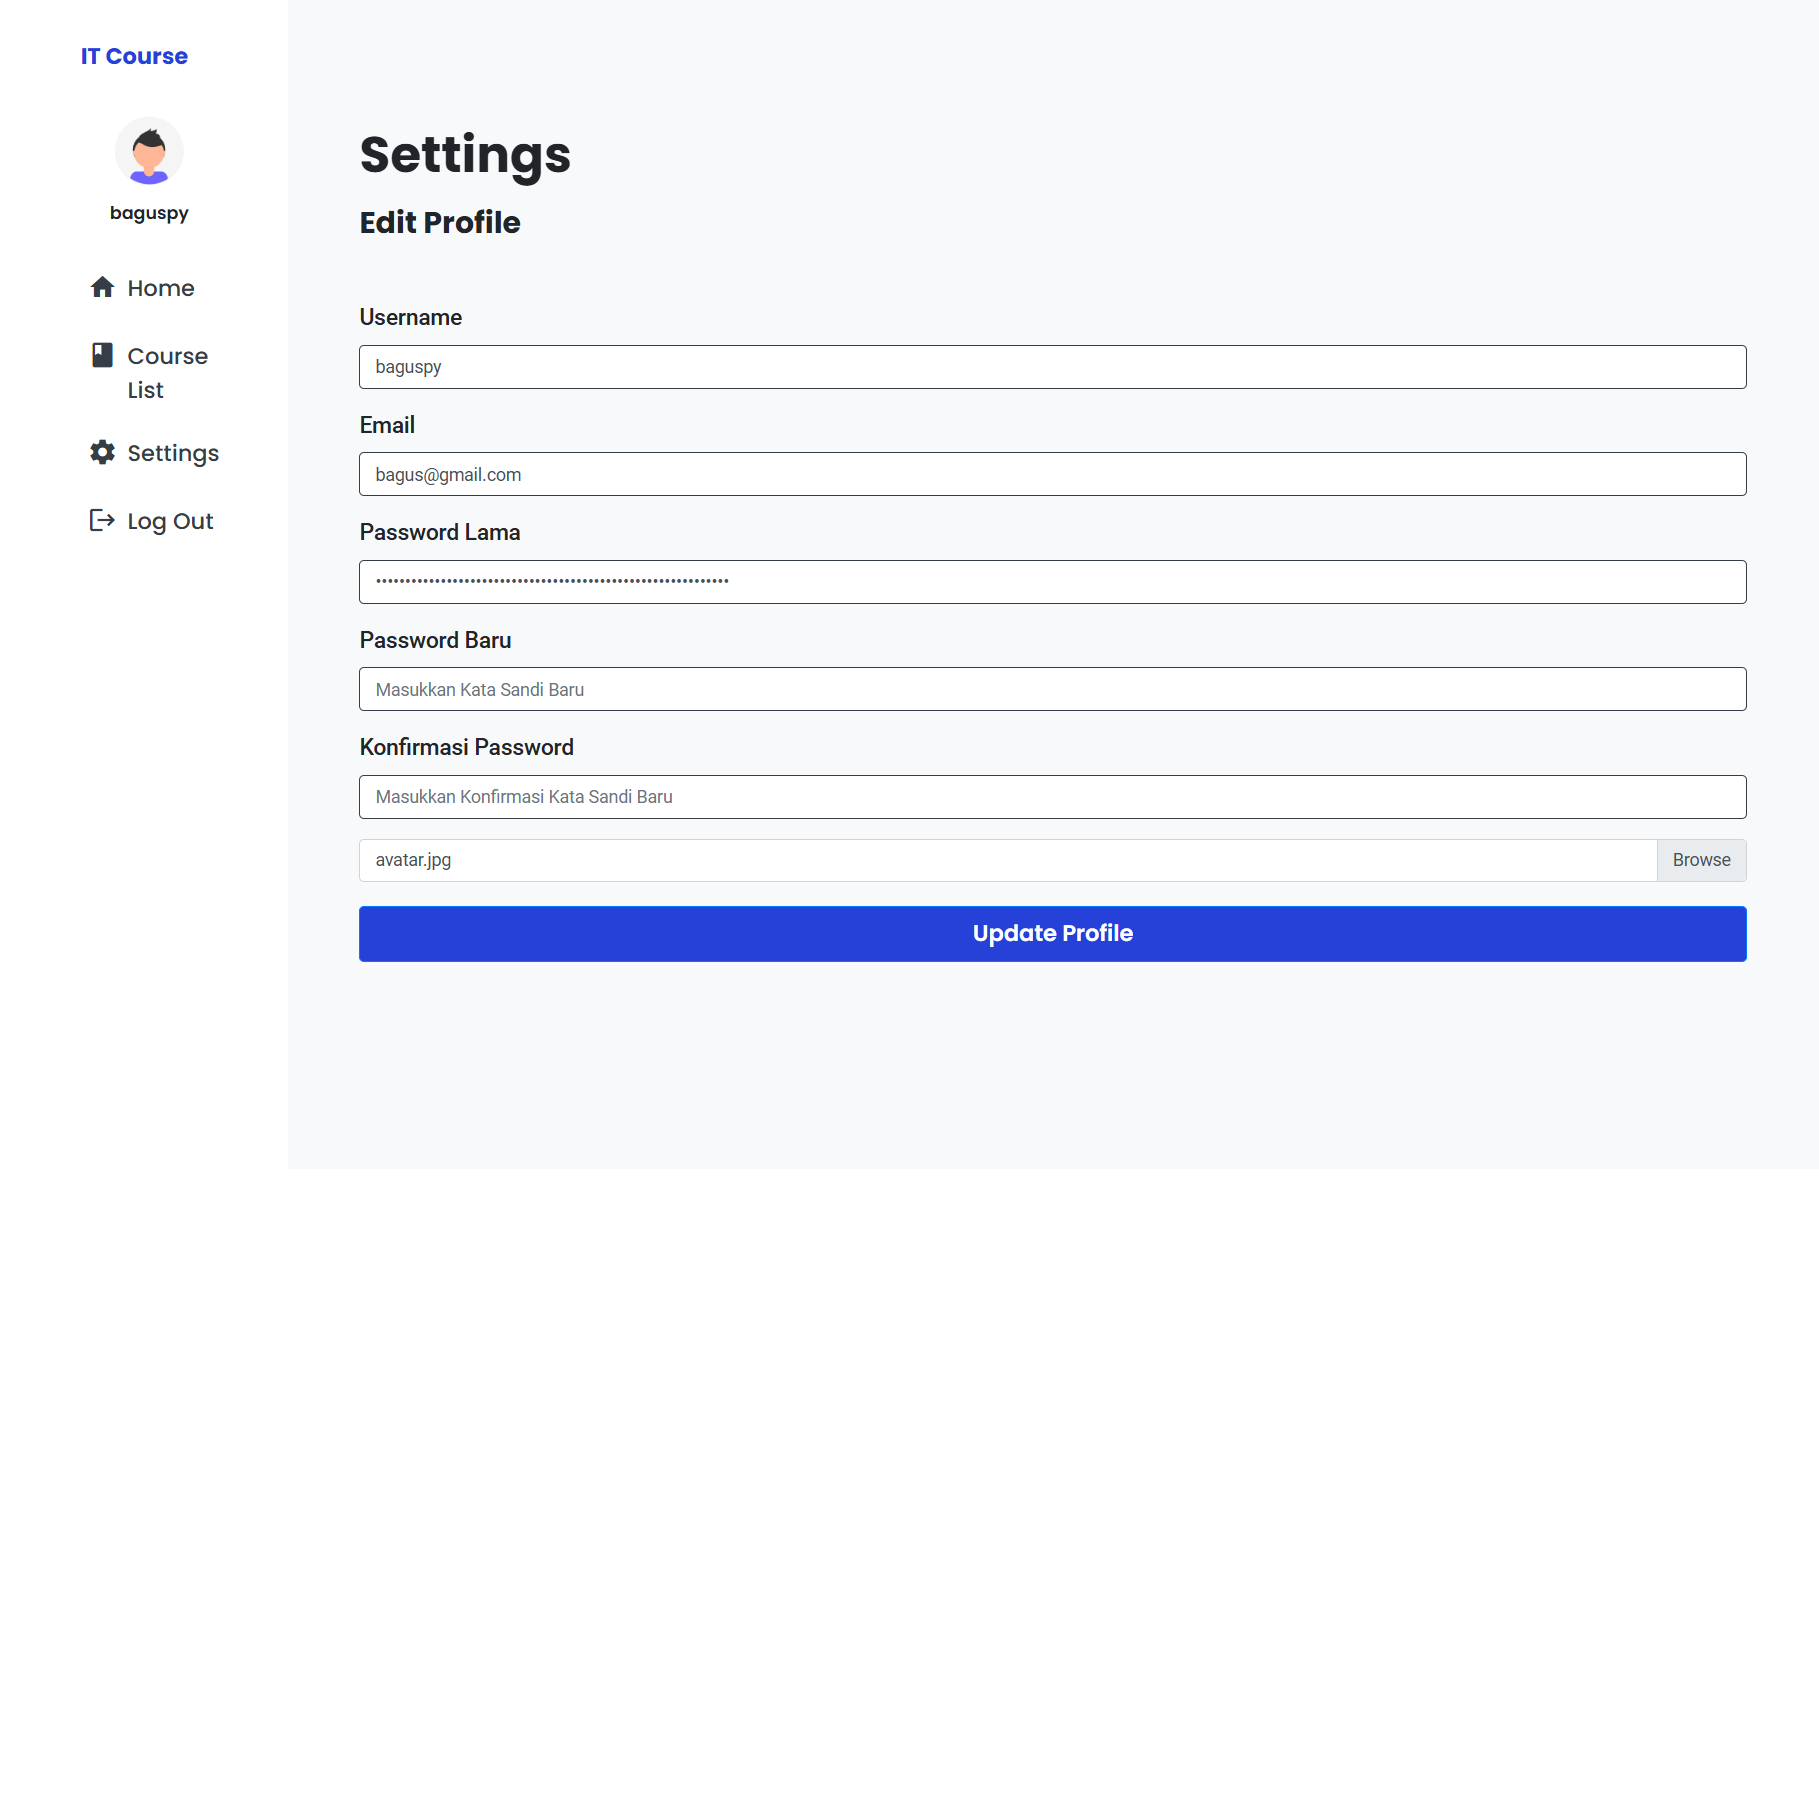 IT Course
baguspy
Home
Course
List
Settings
Log Out
Settings
Edit Profile
Username
baguspy
Email
bagus@gmail.com
Password Lama
Password Baru
Masukkan Kata Sandi Baru
Konfirmasi Password
Masukkan Konfirmasi Kata Sandi Baru
avatar.jpg
Browse
Update Profile